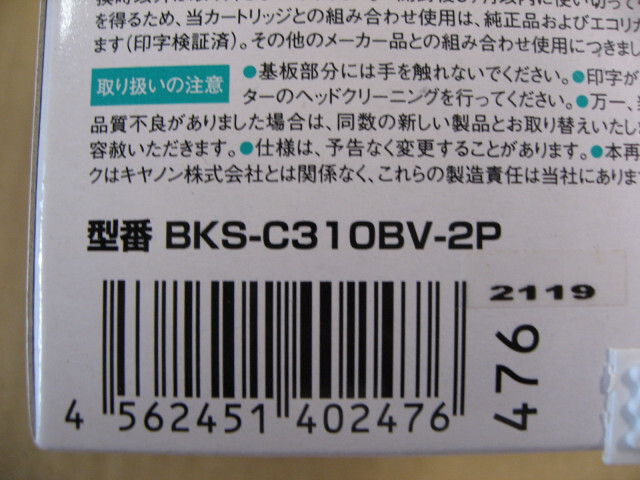 を得るため、当カートリッジとの組み合わせ使用は、純正品およびエコリカ
ます(印字検証済)。その他のメーカー品との組み合わせ使用につきまし
取り扱いの注意
●基板部分には手を触れないでください。●印字が
ターのヘッドクリーニングを行ってください。●万一、
品質不良がありました場合は、同数の新しい製品とお取り替えいたし
容赦いただきます。●仕様は、予告なく変更することがあります。●本再
クはキヤノン株式会社とは関係なく、これらの製造責任は当社にありま
型番 BKS-C310BV-2P
2119
4 562451 402476
476